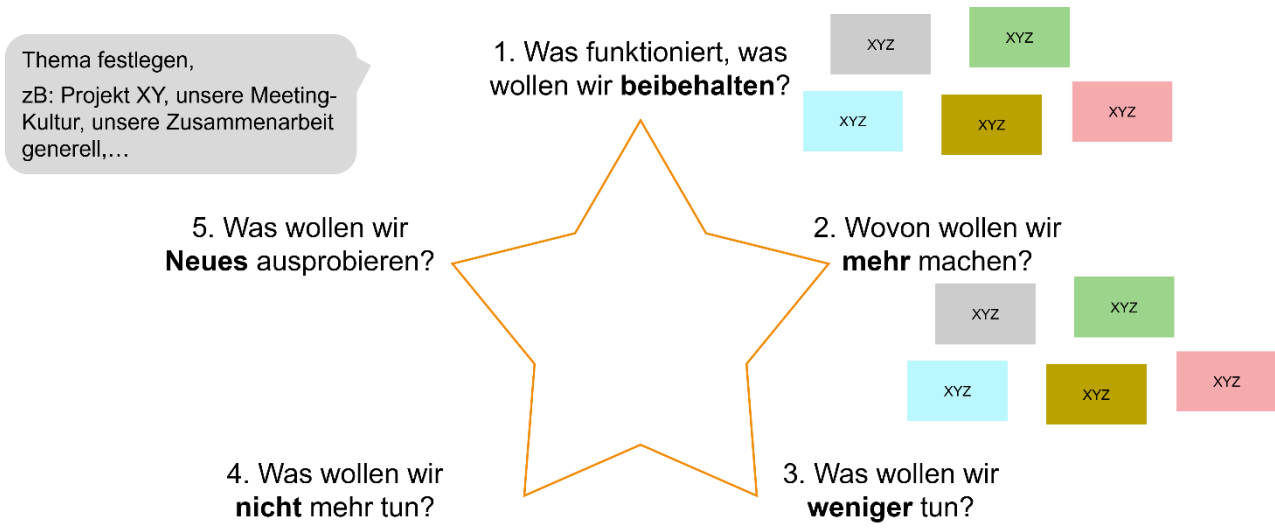 Thema festlegen,
zB: Projekt XY, unsere Meeting-
Kultur, unsere Zusammenarbeit
generell,…
1. Was funktioniert, was
wollen wir beibehalten?
XYZ
XYZ
XYZ
XYZ
XYZ
5. Was wollen wir
Neues ausprobieren?
2. Wovon wollen wir
mehr machen?
XYZ
XYZ
XYZ
XYZ
XYZ
4. Was wollen wir
nicht mehr tun?
3. Was wollen wir
weniger tun?